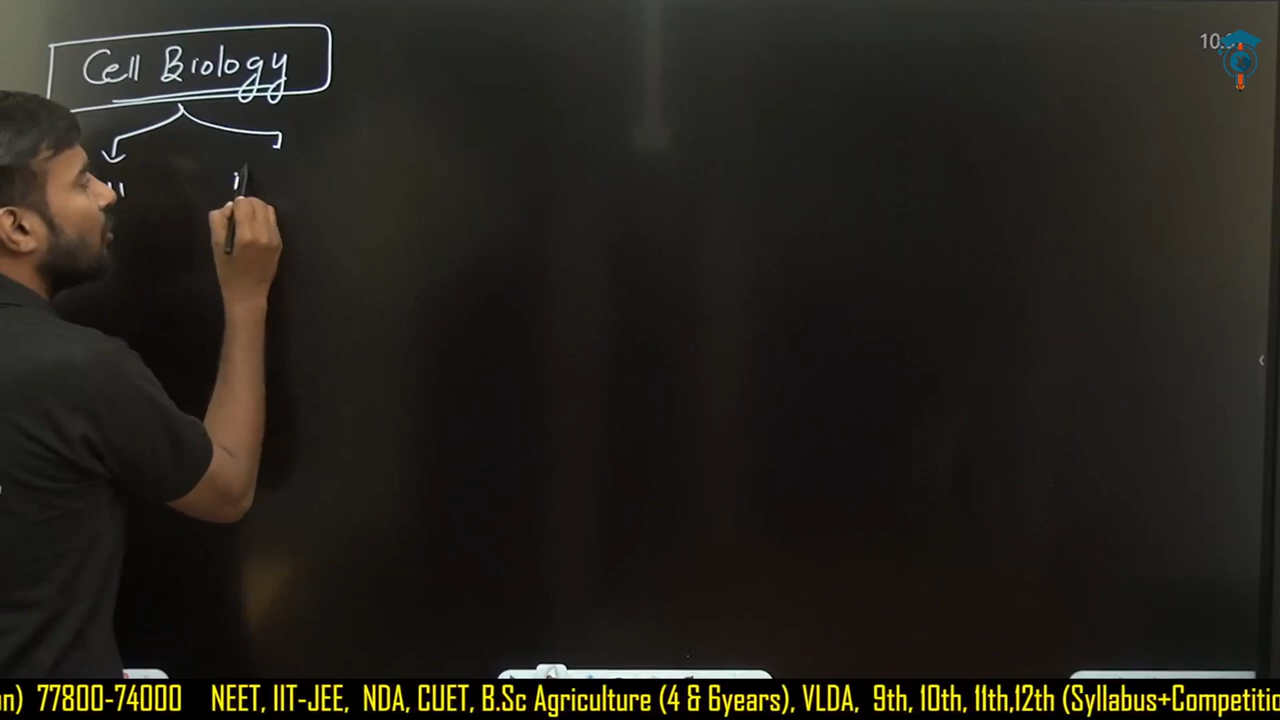 Cell Biology
on) 77800-74000 NEET, IIT-JEE, NDA, CUET, B.Sc Agriculture (4 & 6years), VLDA, 9th, 10th, 11th,12th (Syllabus+Competitio